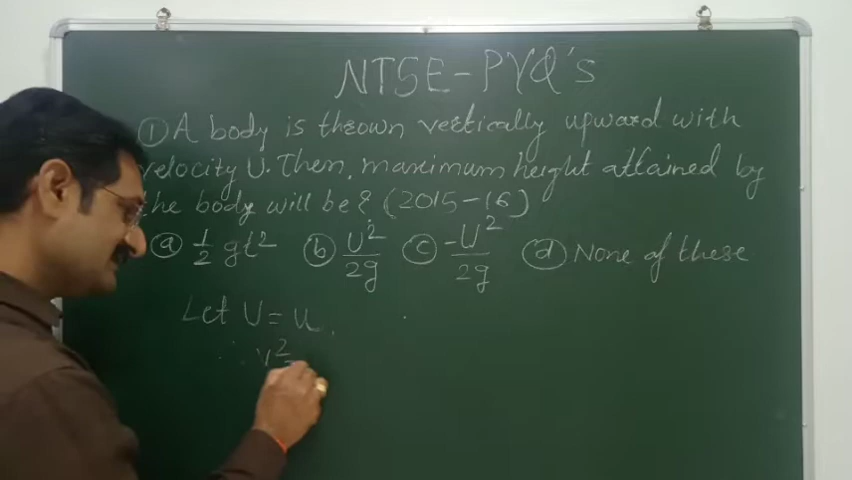 NTSE - PYQ's
① A body is thrown vertically upward with
velocity U. Then, maximum height attained by
the body will be? (2015-16)
ⓐ 1/2 gt² ⓑ U²/2g ⓒ -U²/2g ⓓ None of these
Let U = u
∴ v²